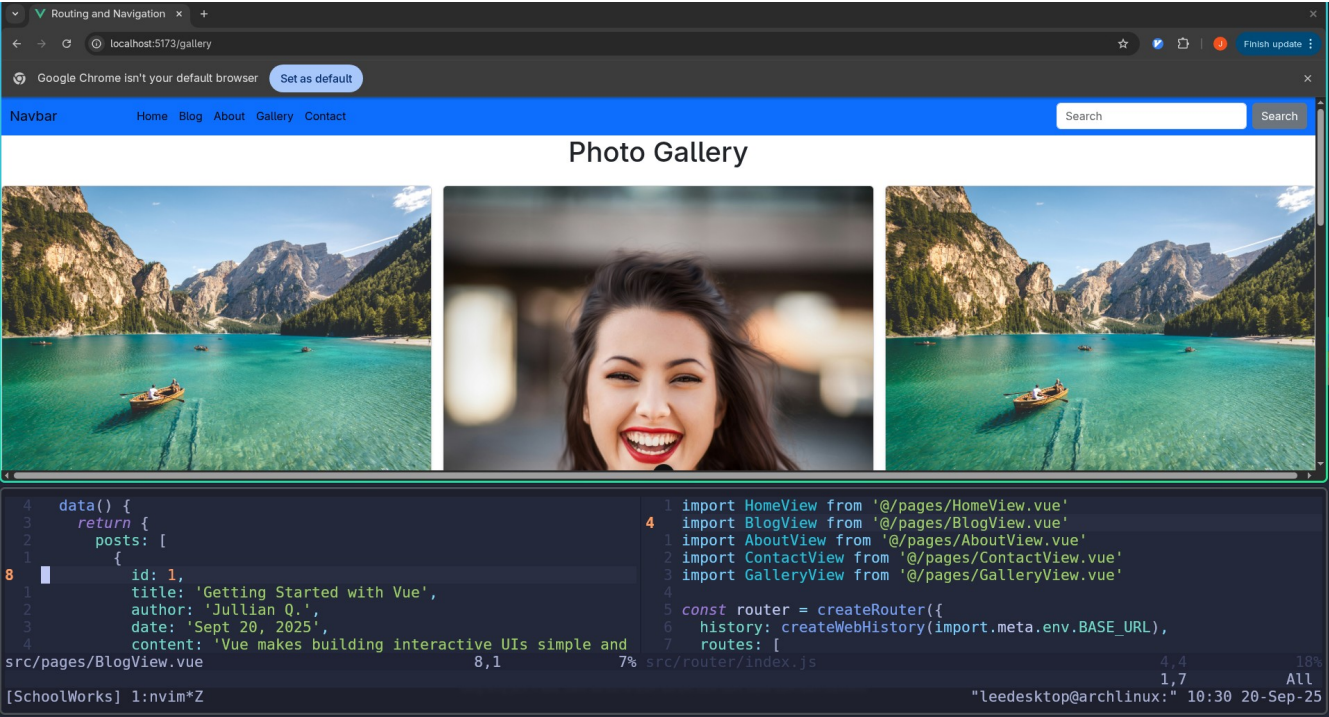 Routing and Navigation × +
localhost:5173/gallery
J
Finish update
Google Chrome isn't your default browser Set as default
Navbar Home Blog About Gallery Contact Search Search
Photo Gallery
4 data() {
3 return {
2 posts: [
1 {
8 id: 1,
1 title: 'Getting Started with Vue',
2 author: 'Jullian Q.',
3 date: 'Sept 20, 2025',
4 content: 'Vue makes building interactive UIs simple and
src/pages/BlogView.vue 8,1 7%
1 import HomeView from '@/pages/HomeView.vue'
4 import BlogView from '@/pages/BlogView.vue'
1 import AboutView from '@/pages/AboutView.vue'
2 import ContactView from '@/pages/ContactView.vue'
3 import GalleryView from '@/pages/GalleryView.vue'
4
5 const router = createRouter({
6 history: createWebHistory(import.meta.env.BASE_URL),
7 routes: [
src/router/index.js 4,4 18%
1,7 All
[SchoolWorks] 1:nvim*Z "leedesktop@archlinux:" 10:30 20-Sep-25